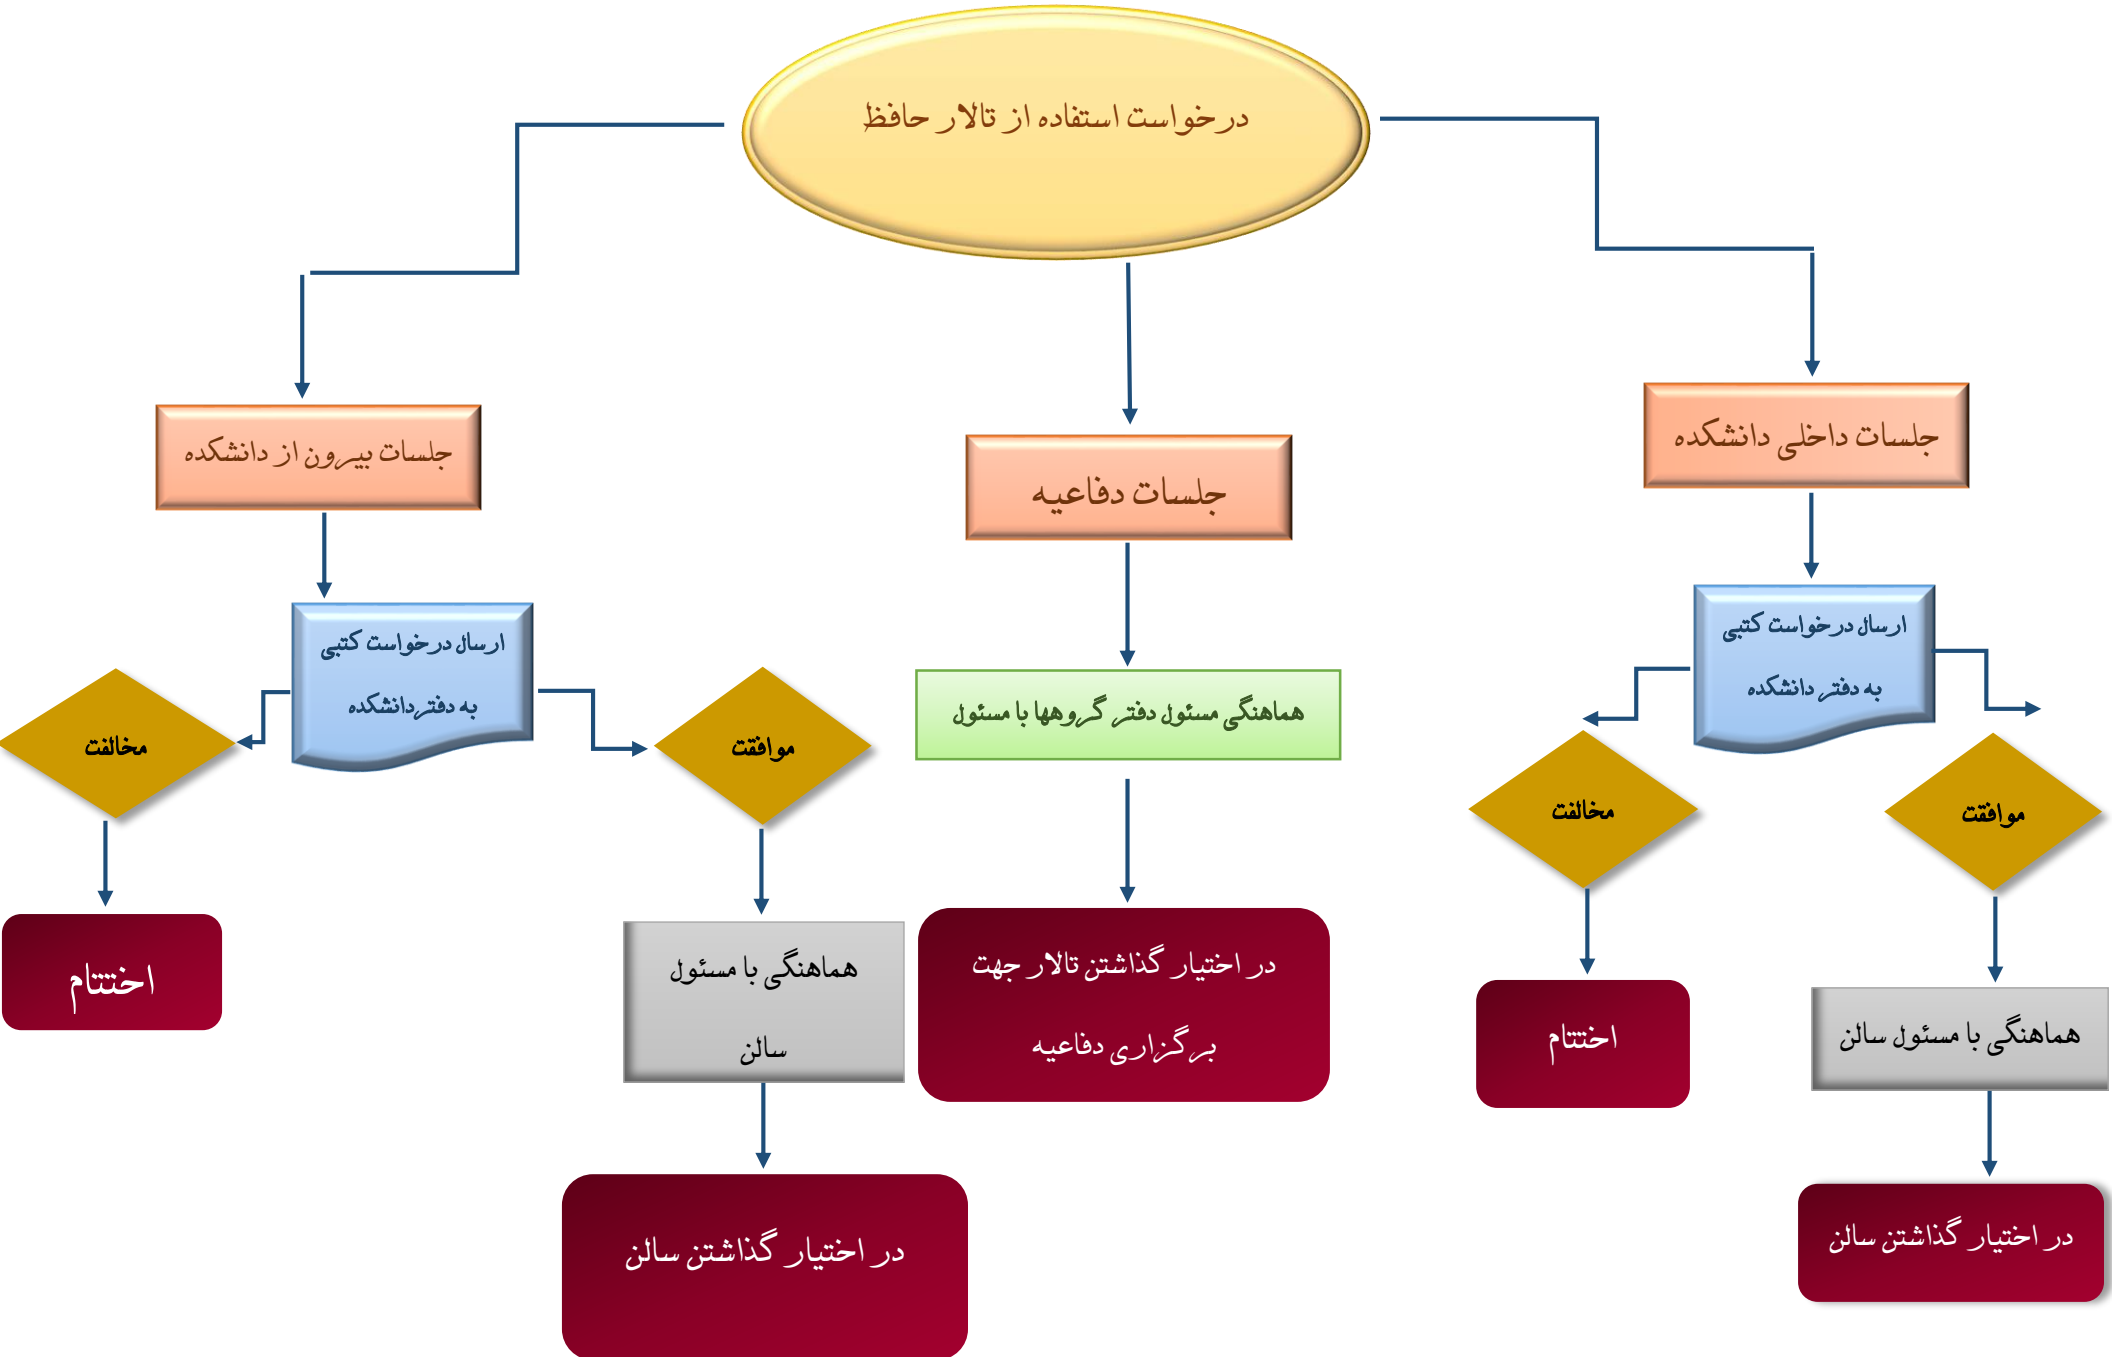 درخواست استفاده از تالار حافظ
جلسات داخلی دانشکده
جلسات دفاعیه
جلسات بیرون از دانشکده
ارسال درخواست کتبی
به دفتر دانشکده
موافقت
مخالفت
هماهنگی با مسئول سالن
اختتام
در اختیار گذاشتن سالن
هماهنگی مسئول دفتر گروهها با مسئول
در اختیار گذاشتن تالار جهت
برگزاری دفاعیه
ارسال درخواست کتبی
به دفتردانشکده
موافقت
مخالفت
هماهنگی با مسئول
سالن
اختتام
در اختیار گذاشتن سالن